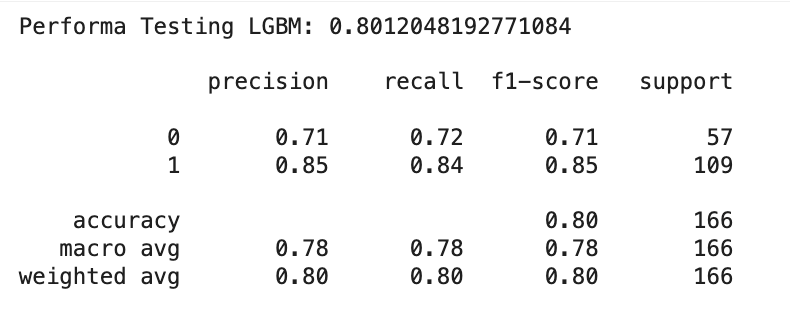 Performa Testing LGBM: 0.8012048192771084
precision recall f1-score support
0 0.71 0.72 0.71 57
1 0.85 0.84 0.85 109
accuracy 0.80 166
macro avg 0.78 0.78 0.78 166
weighted avg 0.80 0.80 0.80 166